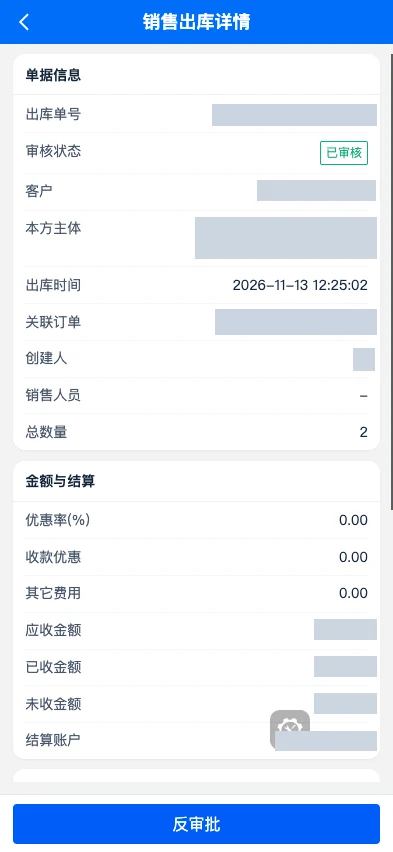 销售出库详情
单据信息
出库单号
审核状态 已审核
客户
本方主体
出库时间 2026-11-13 12:25:02
关联订单
创建人
销售人员 -
总数量 2
金额与结算
优惠率(%) 0.00
收款优惠 0.00
其它费用 0.00
应收金额
已收金额
未收金额
结算账户
反审批